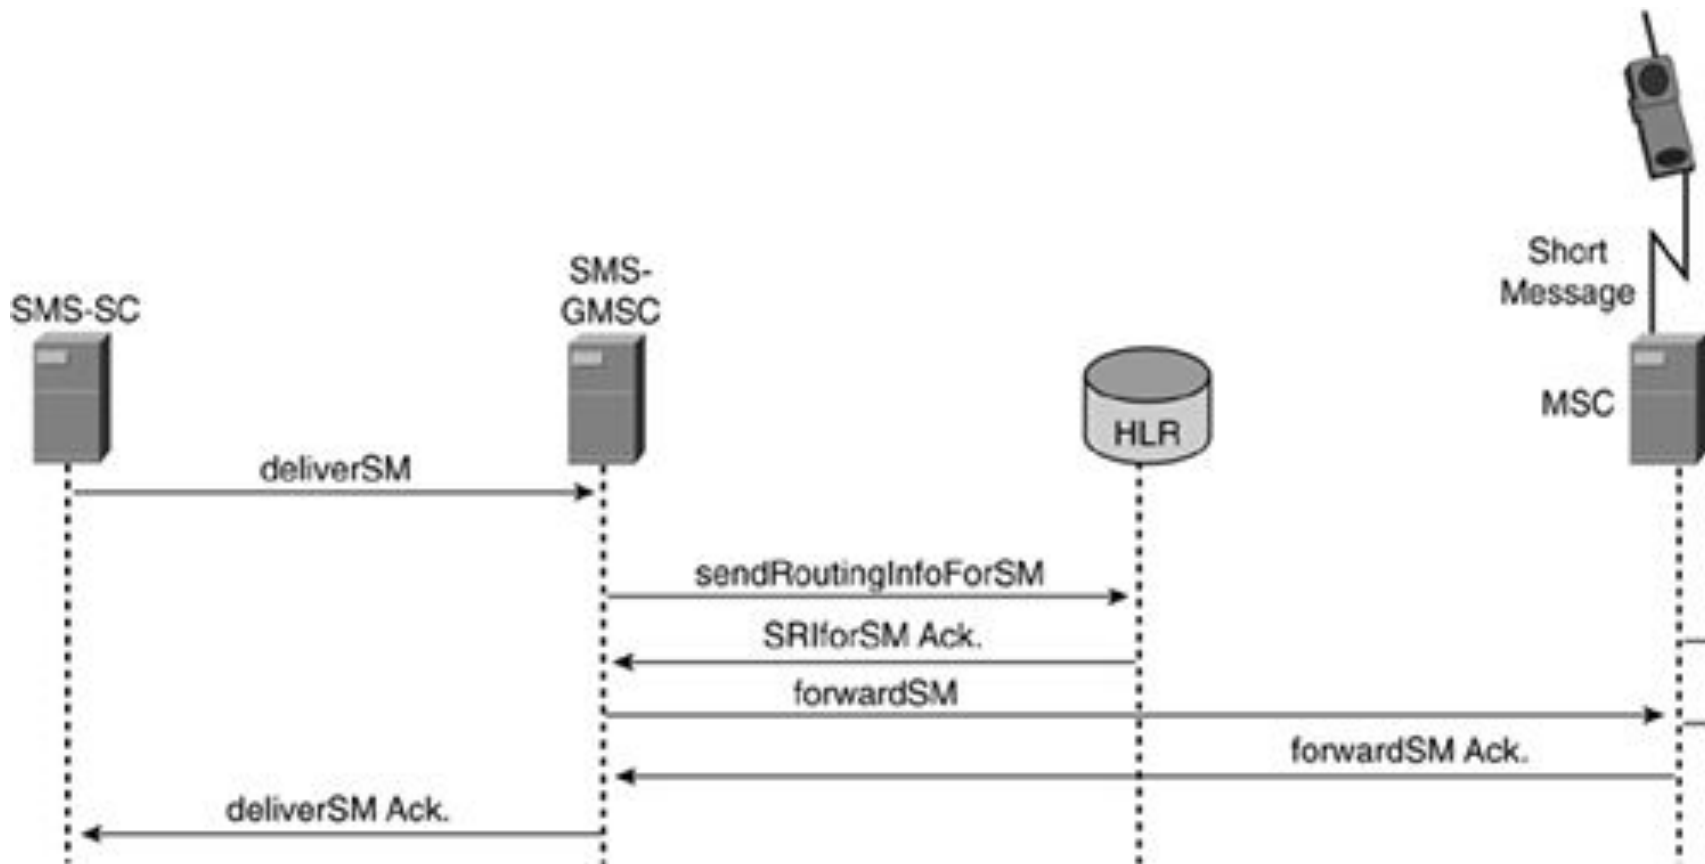 SMS-SC
SMS-
GMSC
HLR
Short
Message
MSC
deliverSM
sendRoutingInfoForSM
SRIforSM Ack.
forwardSM
forwardSM Ack.
deliverSM Ack.